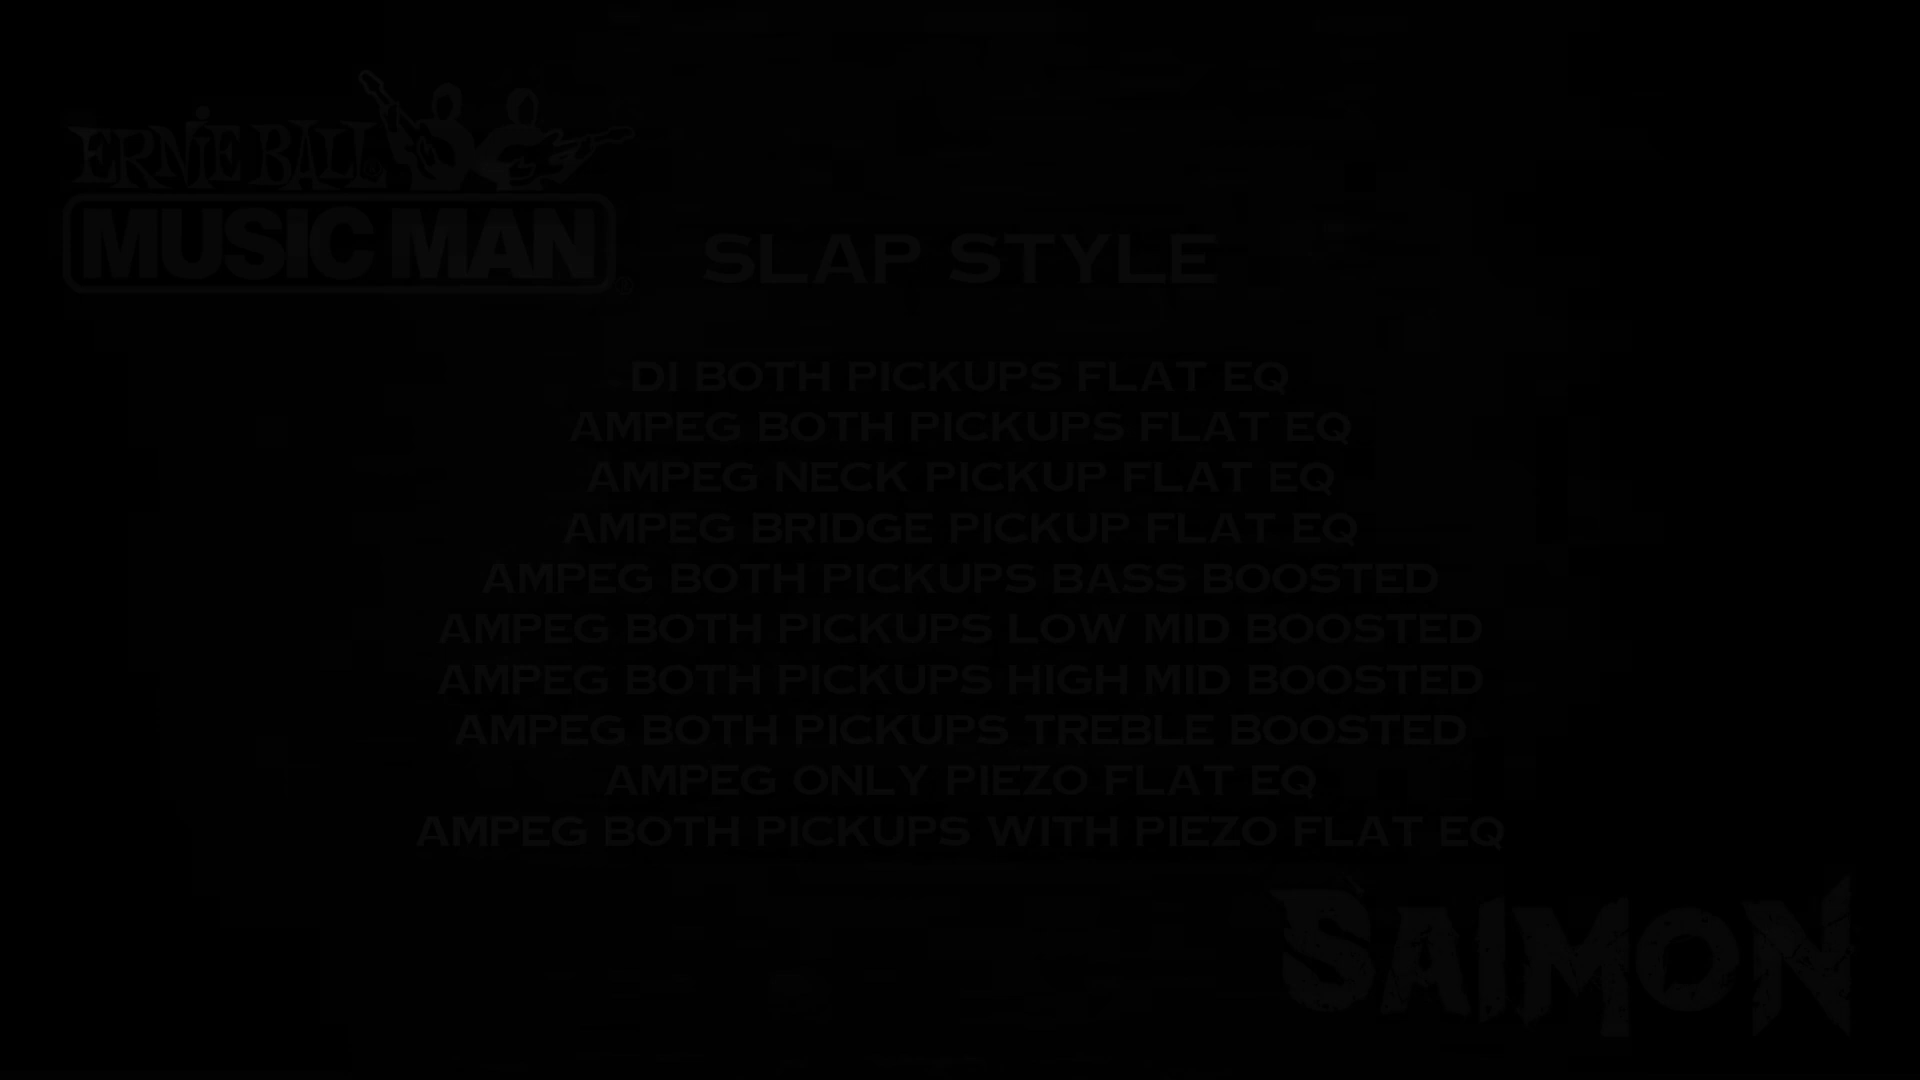 ERNIE BALL
MUSIC MAN
SLAP STYLE
DI BOTH PICKUPS FLAT EQ
AMPEG BOTH PICKUPS FLAT EQ
AMPEG NECK PICKUP FLAT EQ
AMPEG BRIDGE PICKUP FLAT EQ
AMPEG BOTH PICKUPS BASS BOOSTED
AMPEG BOTH PICKUPS LOW MID BOOSTED
AMPEG BOTH PICKUPS HIGH MID BOOSTED
AMPEG BOTH PICKUPS TREBLE BOOSTED
AMPEG ONLY PIEZO FLAT EQ
AMPEG BOTH PICKUPS WITH PIEZO FLAT EQ
SAIMON